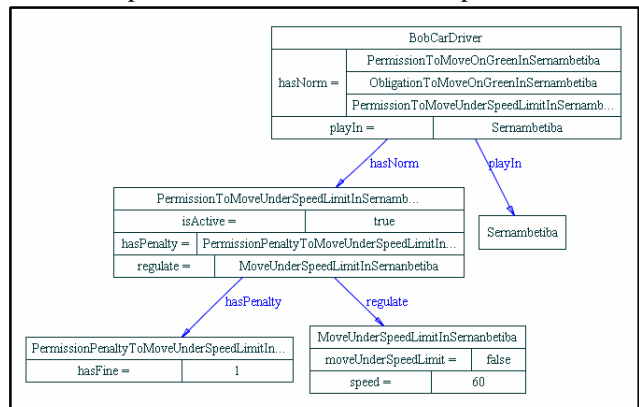 BobCarDriver
hasNorm =
PermissionToMoveOnGreenInSernambetiba
ObligationToMoveOnGreenInSernambetiba
PermissionToMoveUnderSpeedLimitInSernamb...
playIn =
Sernambetiba
hasNorm
playIn
PermissionToMoveUnderSpeedLimitInSernamb...
isActive =
true
hasPenalty =
PermissionPenaltyToMoveUnderSpeedLimitIn...
regulate =
MoveUnderSpeedLimitInSernanbetiba
Sernambetiba
hasPenalty
regulate
PermissionPenaltyToMoveUnderSpeedLimitIn...
hasFine =
1
MoveUnderSpeedLimitInSernanbetiba
moveUnderSpeedLimit =
false
speed =
60